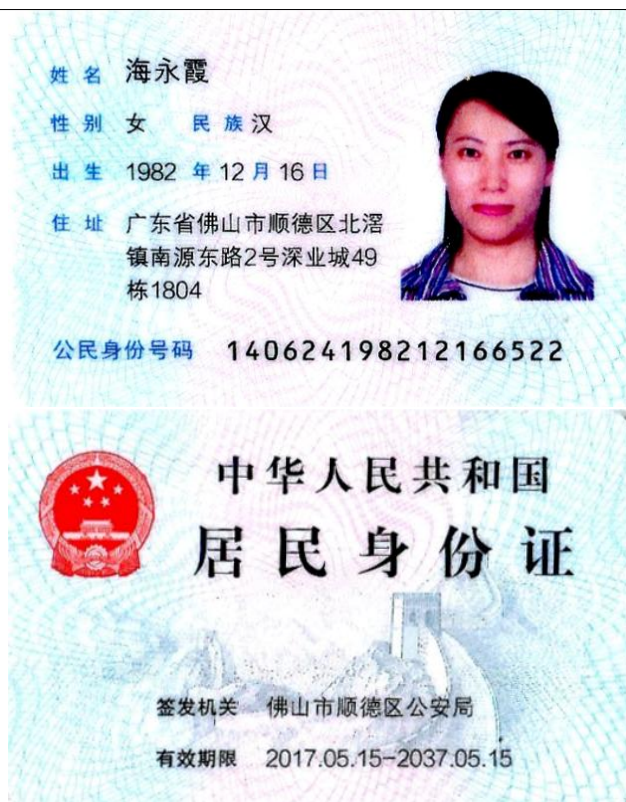 姓名 海永霞
性别 女 民族 汉
出生 1982 年 12 月 16 日
住址 广东省佛山市顺德区北滘
镇南源东路2号深业城49
栋1804
公民身份号码 140624198212166522
中华人民共和国
居民身份证
签发机关 佛山市顺德区公安局
有效期限 2017.05.15-2037.05.15